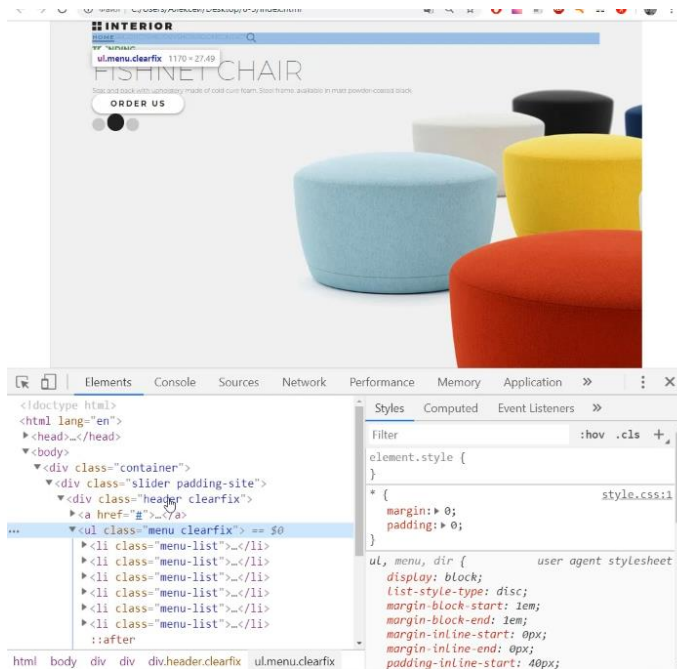 INTERIOR
HOME
TRENDING
ul.menu.clearfix 1170 × 27.49
FISHNET CHAIR
Seat and back with upholstery made of cold cure foam. Steel frame, available in matt powder-coated black.
ORDER US
Elements Console Sources Network Performance Memory Application »
<!doctype html>
<html lang="en">
▶<head>…</head>
▼<body>
▼<div class="container">
▼<div class="slider padding-site">
▼<div class="header clearfix">
▶<a href="#">…</a>
… ▼<ul class="menu clearfix"> == $0
▶<li class="menu-list">…</li>
▶<li class="menu-list">…</li>
▶<li class="menu-list">…</li>
▶<li class="menu-list">…</li>
▶<li class="menu-list">…</li>
▶<li class="menu-list">…</li>
::after
html body div div div.header.clearfix ul.menu.clearfix
Styles Computed Event Listeners »
Filter :hov .cls +
element.style {
}
* { style.css:1
margin:▶ 0;
padding:▶ 0;
}
ul, menu, dir { user agent stylesheet
display: block;
list-style-type: disc;
margin-block-start: 1em;
margin-block-end: 1em;
margin-inline-start: 0px;
margin-inline-end: 0px;
padding-inline-start: 40px;